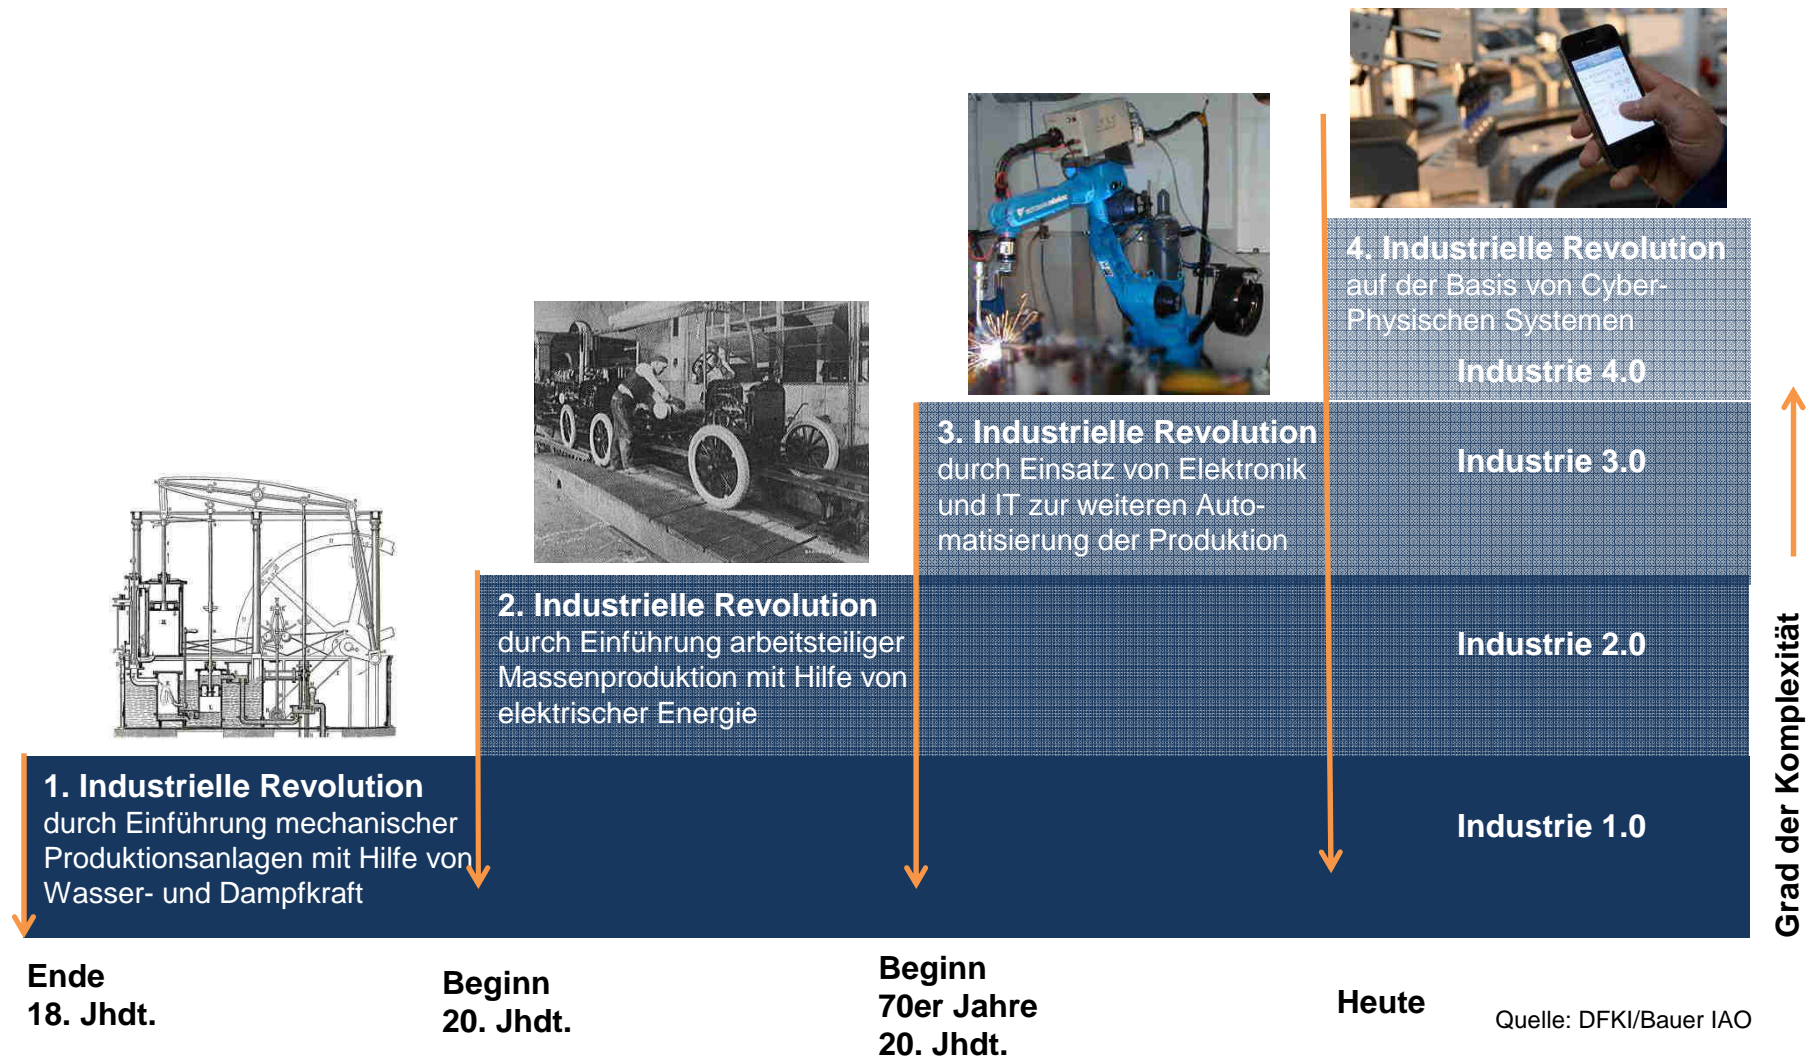 4. Industrielle Revolution
auf der Basis von Cyber-
Physischen Systemen
Industrie 4.0
3. Industrielle Revolution
durch Einsatz von Elektronik
und IT zur weiteren Auto-
matisierung der Produktion
Industrie 3.0
2. Industrielle Revolution
durch Einführung arbeitsteiliger
Massenproduktion mit Hilfe von
elektrischer Energie
Industrie 2.0
1. Industrielle Revolution
durch Einführung mechanischer
Produktionsanlagen mit Hilfe von
Wasser- und Dampfkraft
Industrie 1.0
Grad der Komplexität
Ende
18. Jhdt.
Beginn
20. Jhdt.
Beginn
70er Jahre
20. Jhdt.
Heute
Quelle: DFKI/Bauer IAO